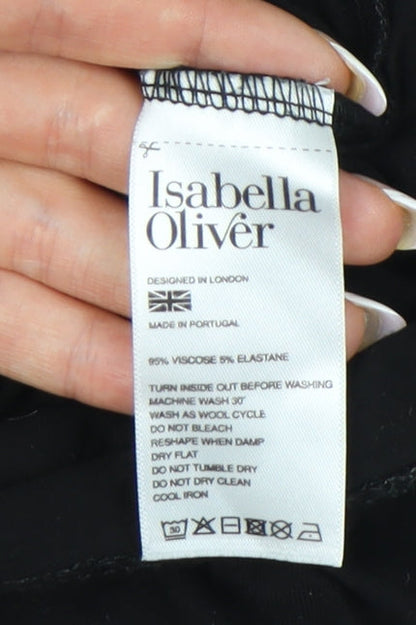 Isabella
Oliver
DESIGNED IN LONDON
MADE IN PORTUGAL
95% VISCOSE 5% ELASTANE
TURN INSIDE OUT BEFORE WASHING
MACHINE WASH 30°
WASH AS WOOL CYCLE
DO NOT BLEACH
RESHAPE WHEN DAMP
DRY FLAT
DO NOT TUMBLE DRY
DO NOT DRY CLEAN
COOL IRON
30